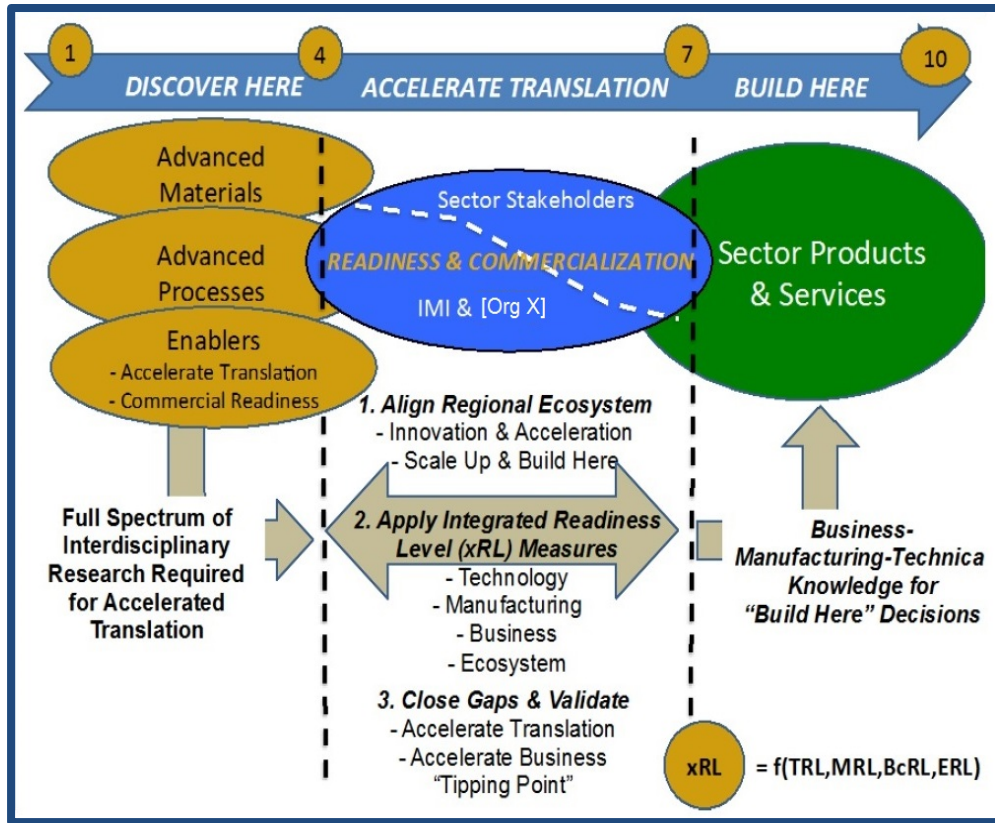 1
4
7
10
DISCOVER HERE
ACCELERATE TRANSLATION
BUILD HERE
Advanced
Materials
Advanced
Processes
Enablers
- Accelerate Translation
- Commercial Readiness
Sector Stakeholders
READINESS & COMMERCIALIZATION
IMI & [Org X]
Sector Products
& Services
Full Spectrum of
Interdisciplinary
Research Required
for Accelerated
Translation
1. Align Regional Ecosystem
- Innovation & Acceleration
- Scale Up & Build Here
2. Apply Integrated Readiness
Level (xRL) Measures
- Technology
- Manufacturing
- Business
- Ecosystem
3. Close Gaps & Validate
- Accelerate Translation
- Accelerate Business
"Tipping Point"
Business-
Manufacturing-Technica
Knowledge for
“Build Here” Decisions
xRL
= f(TRL,MRL,BcRL,ERL)